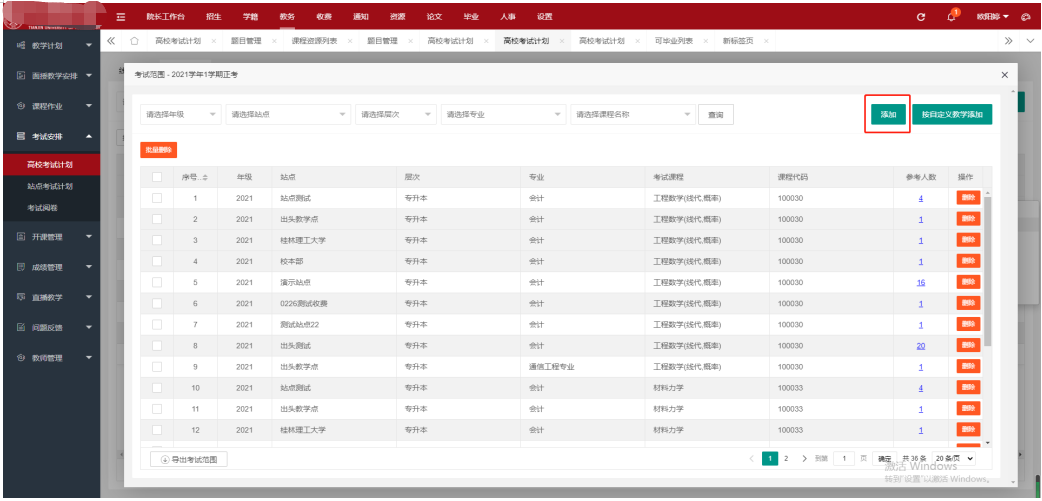 院长工作台 招生 学籍 教务 收费 通知 资源 论文 毕业 人事 设置
1
教学计划
高校考试计划 × 题目管理 × 课程资源列表 × 题目管理 × 高校考试计划 × 高校考试计划 × 高校考试计划 × 可毕业列表 × 新标签页 ×
面授教学安排
课程作业
考试安排
高校考试计划
站点考试计划
考试阅卷
开课管理
成绩管理
直播教学
问题反馈
教师管理
考试范围 - 2021学年1学期正考 ×
请选择年级 请选择站点 请选择层次 请选择专业 请选择课程名称 查询 添加 按自定义教学添加
批量删除
序号.. 年级 站点 层次 专业 考试课程 课程代码 参考人数 操作
1 2021 站点测试 专升本 会计 工程数学(线代,概率) 100030 4 删除
2 2021 出头教学点 专升本 会计 工程数学(线代,概率) 100030 1 删除
3 2021 桂林理工大学 专升本 会计 工程数学(线代,概率) 100030 1 删除
4 2021 校本部 专升本 会计 工程数学(线代,概率) 100030 1 删除
5 2021 演示站点 专升本 会计 工程数学(线代,概率) 100030 16 删除
6 2021 0226测试收费 专升本 会计 工程数学(线代,概率) 100030 1 删除
7 2021 测试站点22 专升本 会计 工程数学(线代,概率) 100030 1 删除
8 2021 出头测试 专升本 会计 工程数学(线代,概率) 100030 20 删除
9 2021 出头教学点 专升本 通信工程专业 工程数学(线代,概率) 100030 1 删除
10 2021 站点测试 专升本 会计 材料力学 100033 4 删除
11 2021 出头教学点 专升本 会计 材料力学 100033 1 删除
12 2021 桂林理工大学 专升本 会计 材料力学 100033 1 删除
导出考试范围 1 2 到第 1 页 确定 共 36 条 20 条/页
激活 Windows
转到"设置"以激活 Windows。